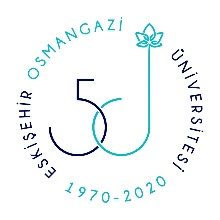 ESKİŞEHİR OSMANGAZİ ÜNİVERSİTESİ
50
1970-2020